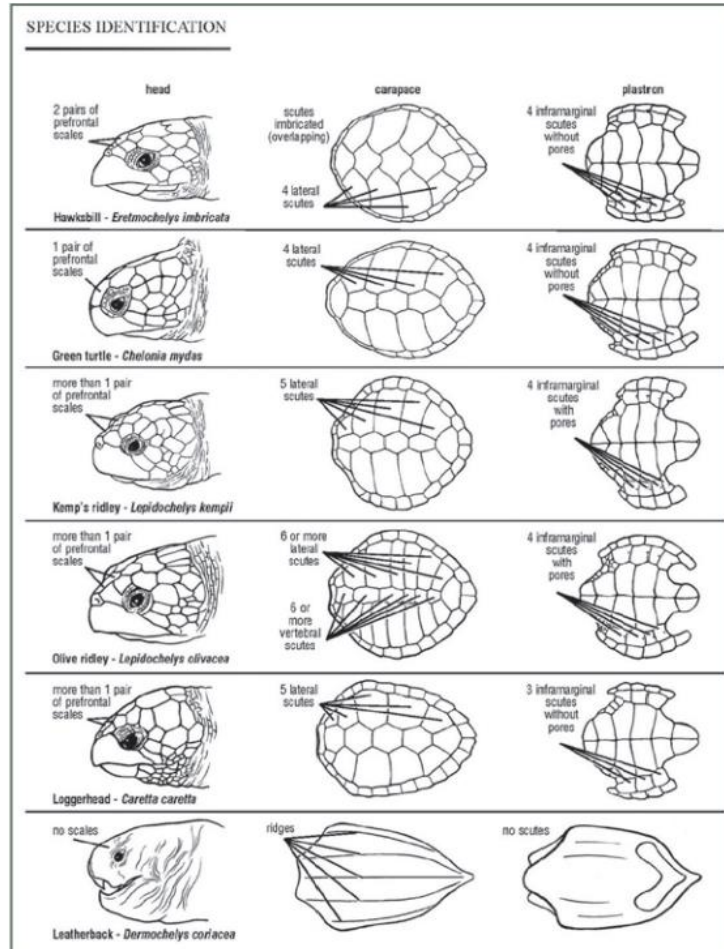 SPECIES IDENTIFICATION
head
carapace
plastron
2 pairs of
prefrontal
scales
scutes
imbricated
(overlapping)
4 lateral
scutes
4 inframarginal
scutes
without
pores
Hawksbill - Eretmochelys imbricata
1 pair of
prefrontal
scales
4 lateral
scutes
4 inframarginal
scutes
without
pores
Green turtle - Chelonia mydas
more than 1 pair
of prefrontal
scales
5 lateral
scutes
4 inframarginal
scutes
with
pores
Kemp's ridley - Lepidochelys kempii
more than 1 pair
of prefrontal
scales
6 or more
lateral
scutes
6 or
more
vertebral
scutes
4 inframarginal
scutes
with
pores
Olive ridley - Lepidochelys olivacea
more than 1 pair
of prefrontal
scales
5 lateral
scutes
3 inframarginal
scutes
without
pores
Loggerhead - Caretta caretta
no scales
ridges
no scutes
Leatherback - Dermochelys coriacea